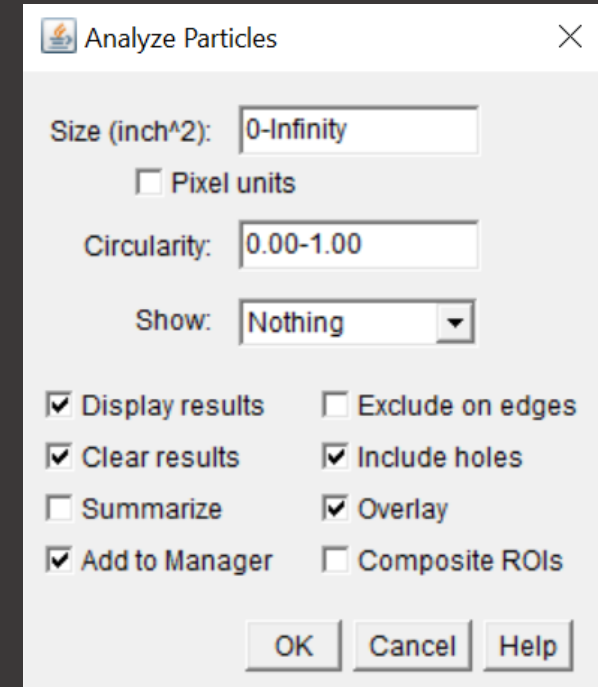 Analyze Particles
Size (inch^2): 0-Infinity
Pixel units
Circularity: 0.00-1.00
Show: Nothing
Display results Exclude on edges
Clear results Include holes
Summarize Overlay
Add to Manager Composite ROIs
OK Cancel Help